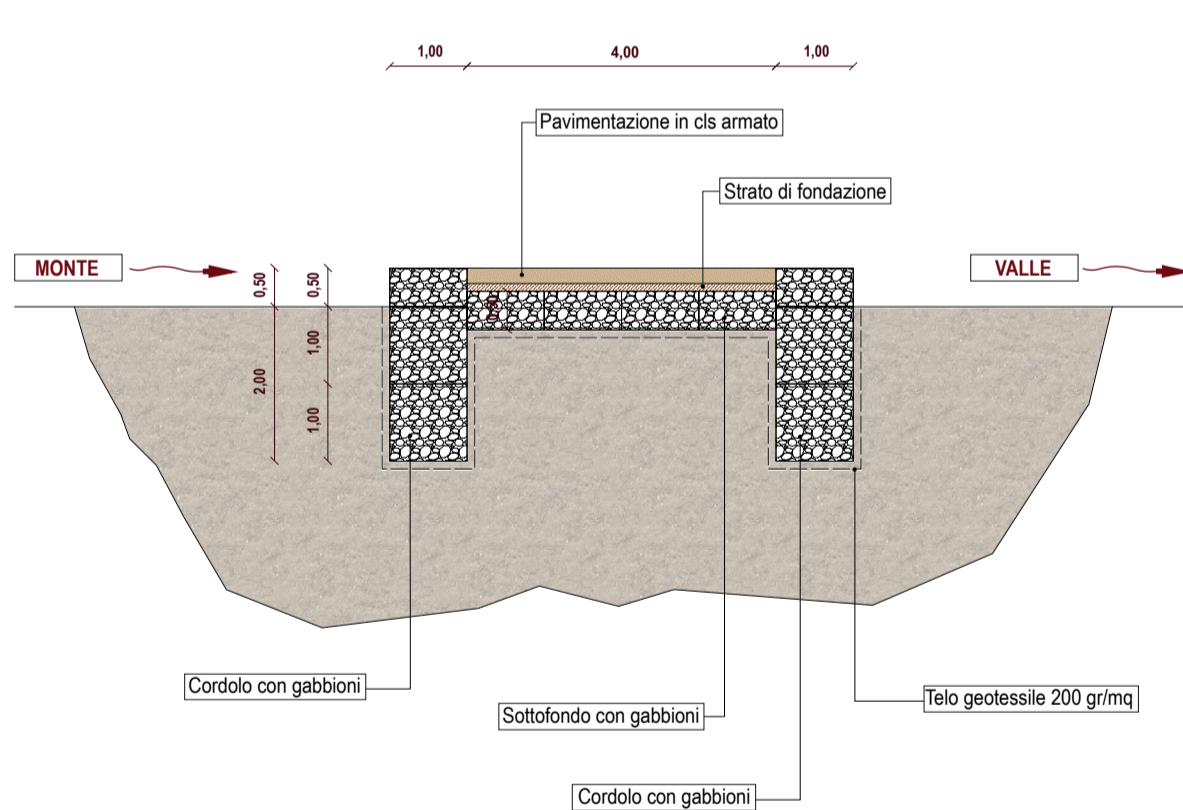 1,00
4,00
1,00
Pavimentazione in cls armato
Strato di fondazione
MONTE
VALLE
0,50
0,50
0,50
1,00
2,00
1,00
Cordolo con gabbioni
Telo geotessile 200 gr/mq
Sottofondo con gabbioni
Cordolo con gabbioni